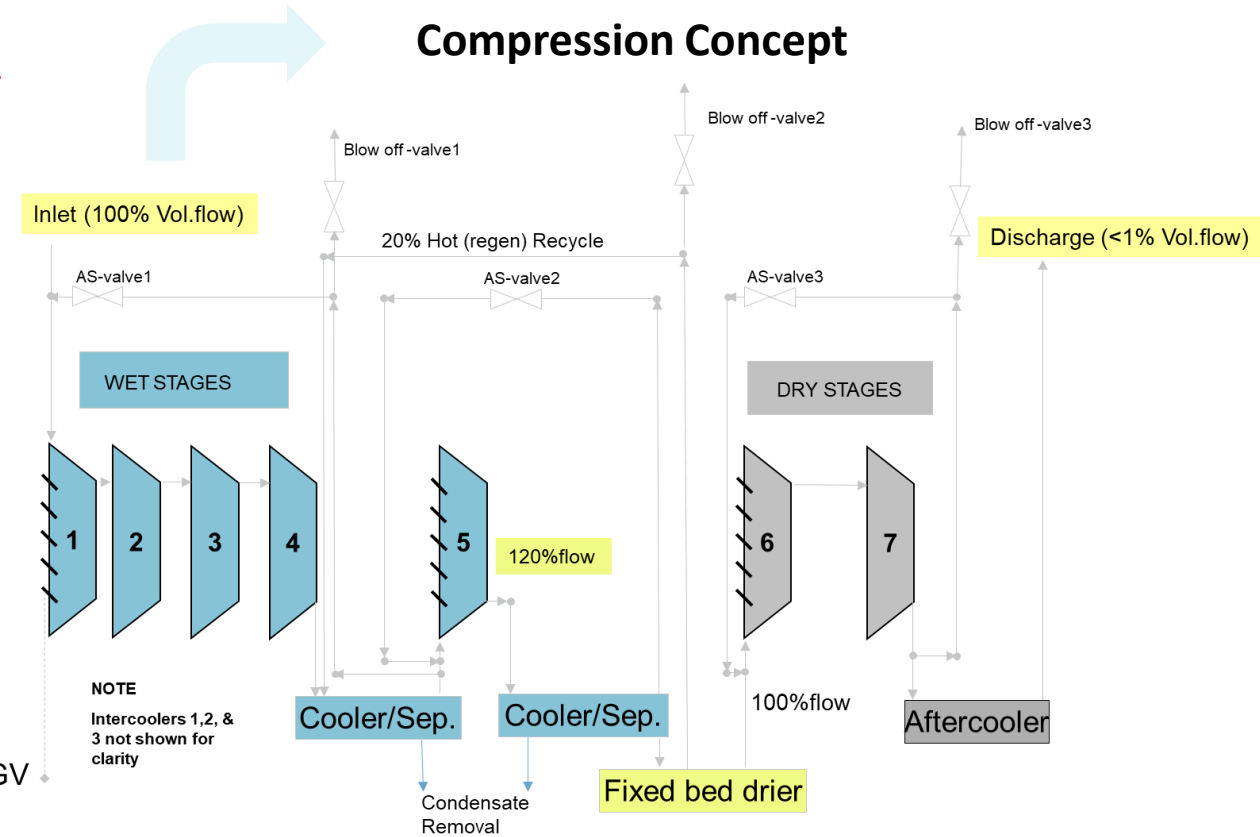 Compression Concept
Blow off-valve2
Blow off-valve3
Blow off-valve1
Inlet (100% Vol.flow)
20% Hot (regen) Recycle
Discharge (<1% Vol.flow)
AS-valve1
AS-valve2
AS-valve3
WET STAGES
DRY STAGES
1
2
3
4
5
6
7
120%flow
NOTE
Intercoolers 1,2, &
3 not shown for
clarity
Cooler/Sep.
Cooler/Sep.
100%flow
Aftercooler
GV
Condensate
Removal
Fixed bed drier